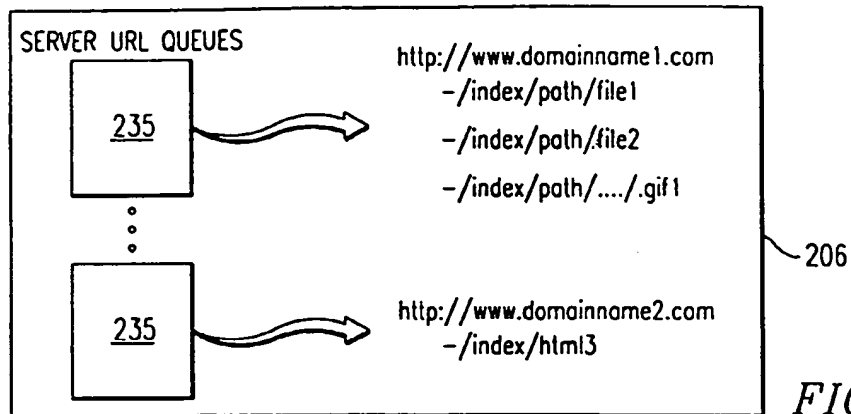 SERVER URL QUEUES
235
http://www.domainname1.com
-/index/path/file1
-/index/path/.file2
-/index/path/..../.gif1
206
235
http://www.domainname2.com
-/index/html3